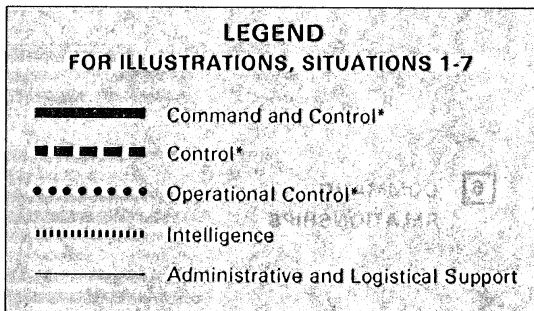 LEGEND
FOR ILLUSTRATIONS, SITUATIONS 1-7
Command and Control*
Control*
Operational Control*
Intelligence
Administrative and Logistical Support